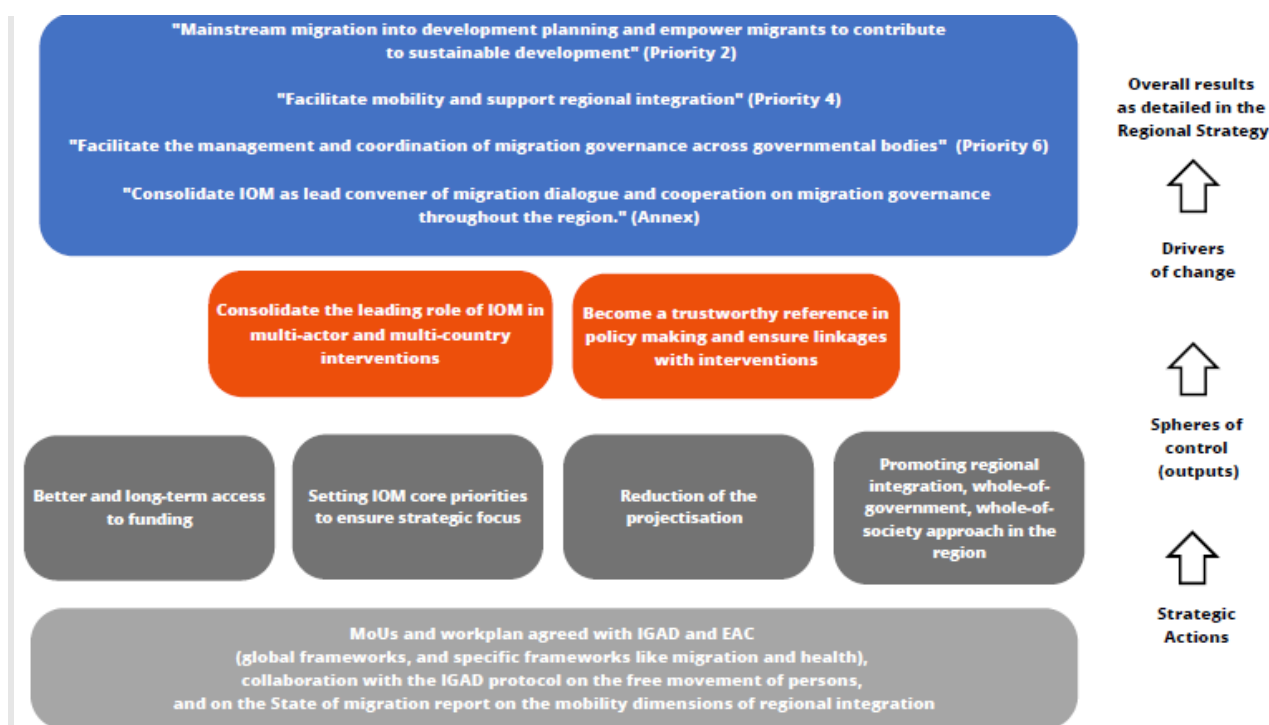 "Mainstream migration into development planning and empower migrants to contribute
to sustainable development" (Priority 2)
"Facilitate mobility and support regional integration" (Priority 4)
"Facilitate the management and coordination of migration governance across governmental bodies" (Priority 6)
"Consolidate IOM as lead convener of migration dialogue and cooperation on migration governance
throughout the region." (Annex)
Overall results
as detailed in the
Regional Strategy
Drivers
of change
Consolidate the leading role of IOM in
multi-actor and multi-country
interventions
Become a trustworthy reference in
policy making and ensure linkages
with interventions
Spheres of
control
(outputs)
Better and long-term access
to funding
Setting IOM core priorities
to ensure strategic focus
Reduction of the
projectisation
Promoting regional
integration, whole-of-
government, whole-of-
society approach in the
region
Strategic
Actions
MoUs and workplan agreed with IGAD and EAC
(global frameworks, and specific frameworks like migration and health),
collaboration with the IGAD protocol on the free movement of persons,
and on the State of migration report on the mobility dimensions of regional integration